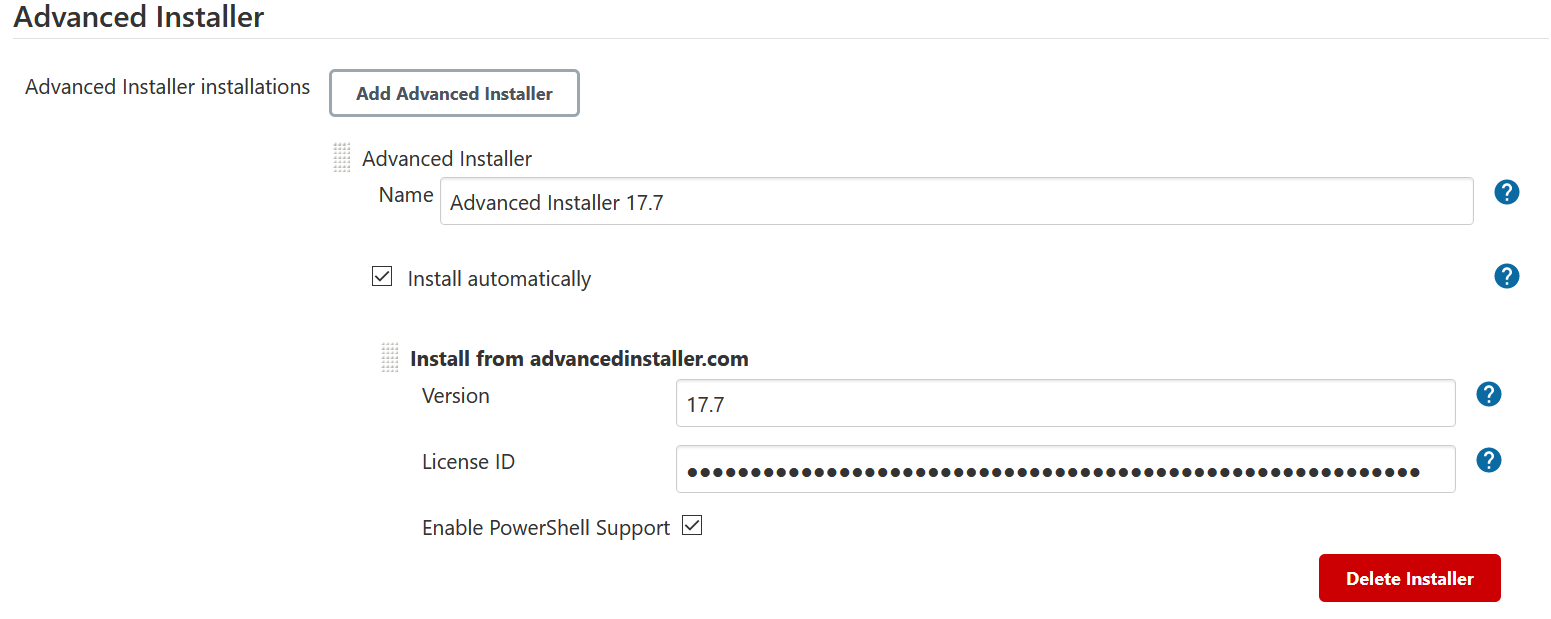 Advanced Installer
Advanced Installer installations
Add Advanced Installer
Advanced Installer
Name
Advanced Installer 17.7
?
Install automatically
?
Install from advancedinstaller.com
Version
17.7
?
License ID
••••••••••••••••••••••••••••••••••••••••••••••••••••••••••
?
Enable PowerShell Support
Delete Installer